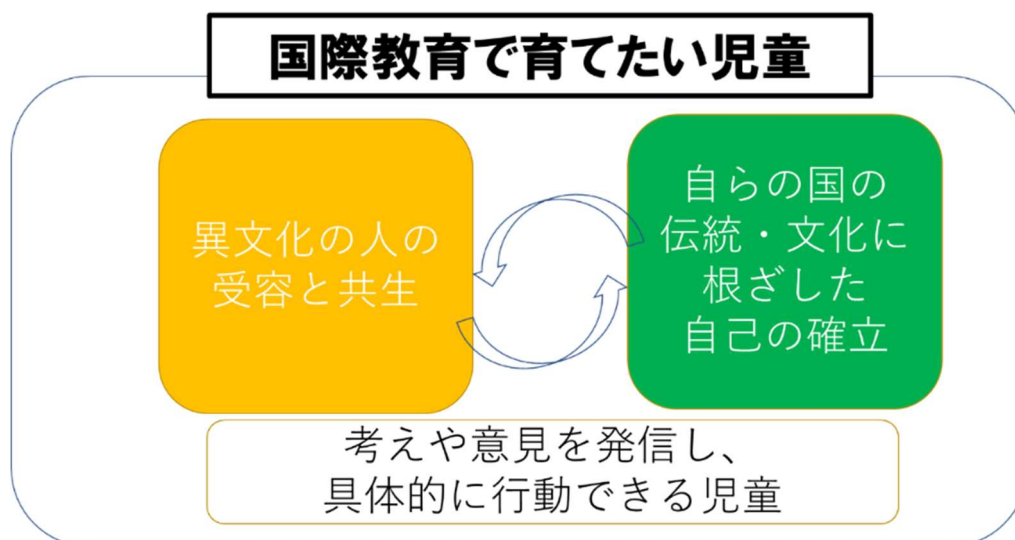 国際教育で育てたい児童
異文化の人の
受容と共生
自らの国の
伝統・文化に
根ざした
自己の確立
考えや意見を発信し、
具体的に行動できる児童